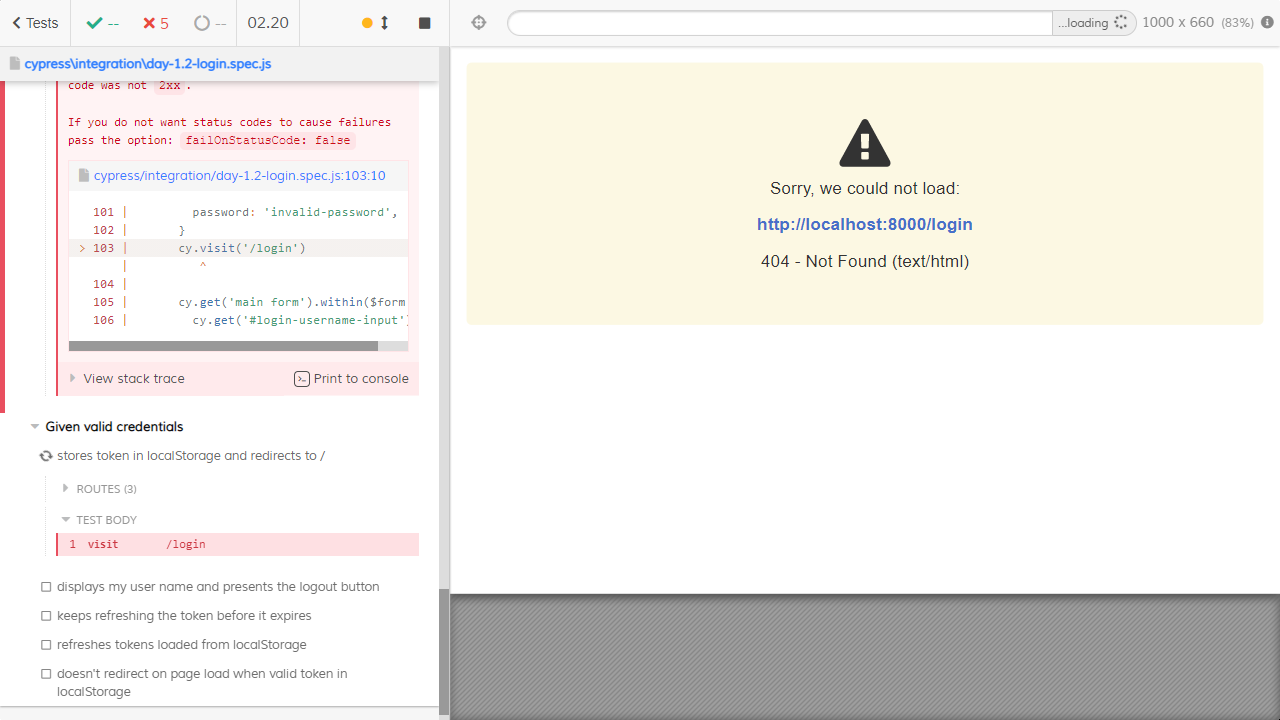 Tests
--
5
--
02.20
...loading
1000 x 660 (83%)
cypress\integration\day-1.2-login.spec.js
code was not 2xx.
If you do not want status codes to cause failures
pass the option: failOnStatusCode: false
cypress/integration/day-1.2-login.spec.js:103:10
101 | password: 'invalid-password',
102 | }
> 103 | cy.visit('/login')
| ^
104 |
105 | cy.get('main form').within($form
106 | cy.get('#login-username-input')
View stack trace
Print to console
Given valid credentials
stores token in localStorage and redirects to /
ROUTES (3)
TEST BODY
1 visit /login
displays my user name and presents the logout button
keeps refreshing the token before it expires
refreshes tokens loaded from localStorage
doesn't redirect on page load when valid token in
localStorage
Sorry, we could not load:
http://localhost:8000/login
404 - Not Found (text/html)